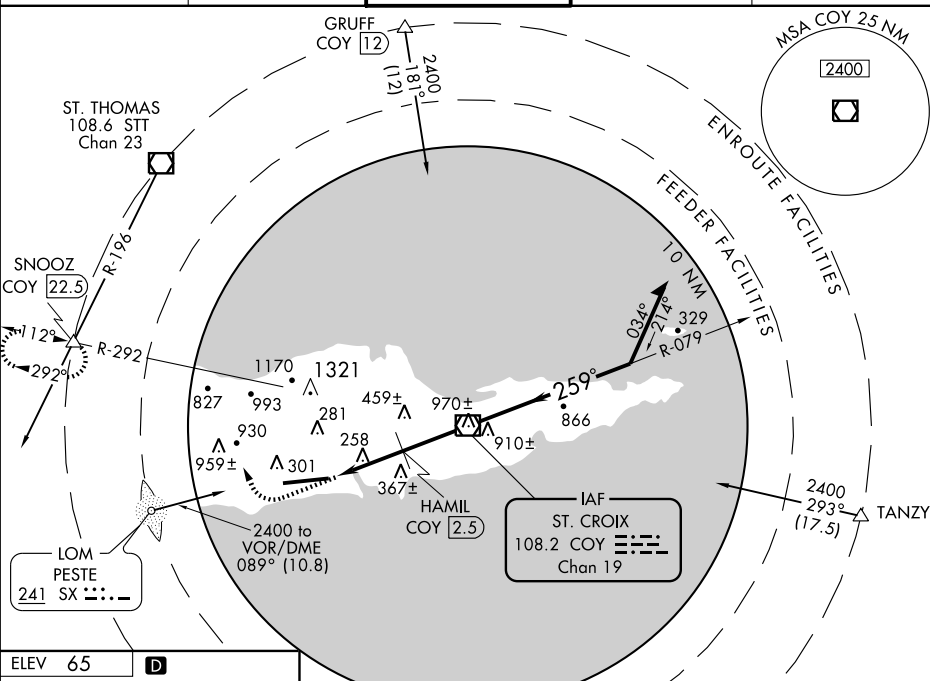 GRUFF
COY 12
2400
181°
(12)
MSA COY 25 NM
2400
ST. THOMAS
108.6 STT
Chan 23
ENROUTE FACILITIES
FEEDER FACILITIES
R-196
SNOOZ
COY 22.5
112°
292°
R-292
10 NM
034°
214°
329
R-079
1170
1321
827
993
281
459±
970±
259°
866
930
258
910±
959±
301
367±
HAMIL
COY 2.5
IAF
ST. CROIX
108.2 COY
Chan 19
2400
293°
(17.5)
TANZY
2400 to
VOR/DME
089° (10.8)
LOM
PESTE
241 SX
ELEV 65
D